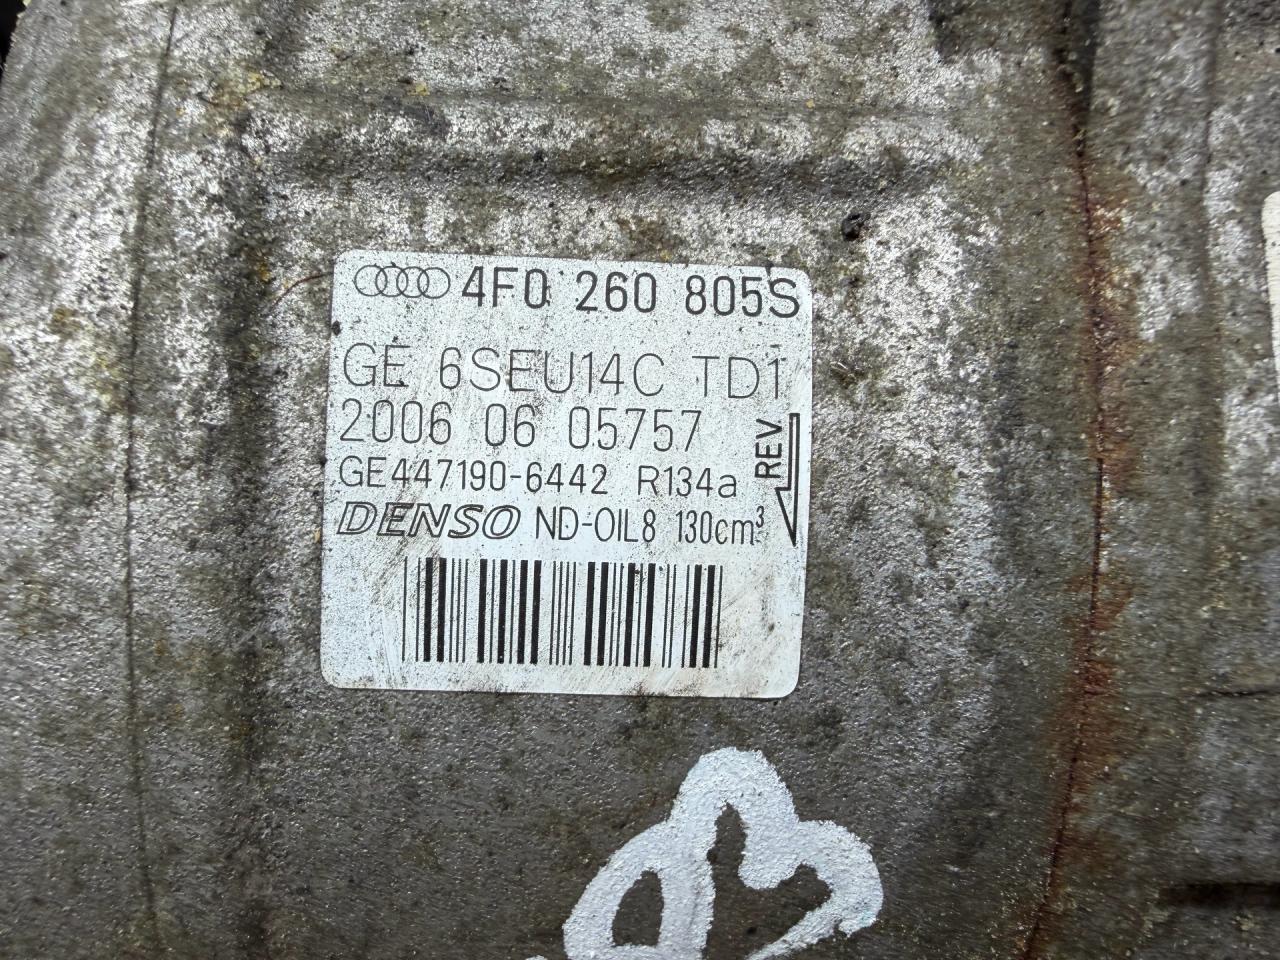 4F0 260 805S
GE 6SEU14C TD1
2006 06 05757
GE447190-6442 R134a
DENSO ND-OIL8 130cm³
REV